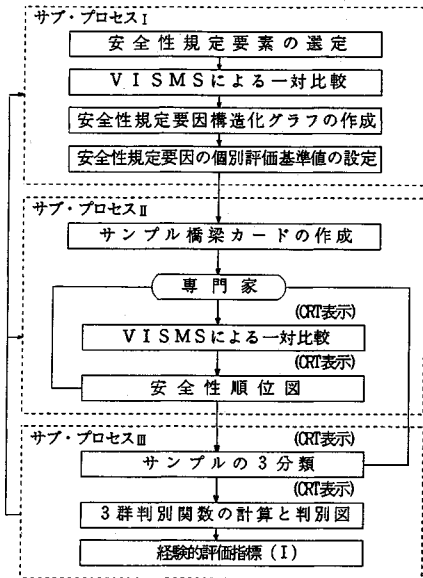 サブ・プロセスⅠ
安全性規定要素の選定
ＶＩＳＭＳによる一対比較
安全性規定要因構造化グラフの作成
安全性規定要因の個別評価基準値の設定
サブ・プロセスⅡ
サンプル橋梁カードの作成
専門家
(CRT表示)
ＶＩＳＭＳによる一対比較
(CRT表示)
安全性順位図
サブ・プロセスⅢ
(CRT表示)
サンプルの３分類
(CRT表示)
３群判別関数の計算と判別図
経験的評価指標(I)